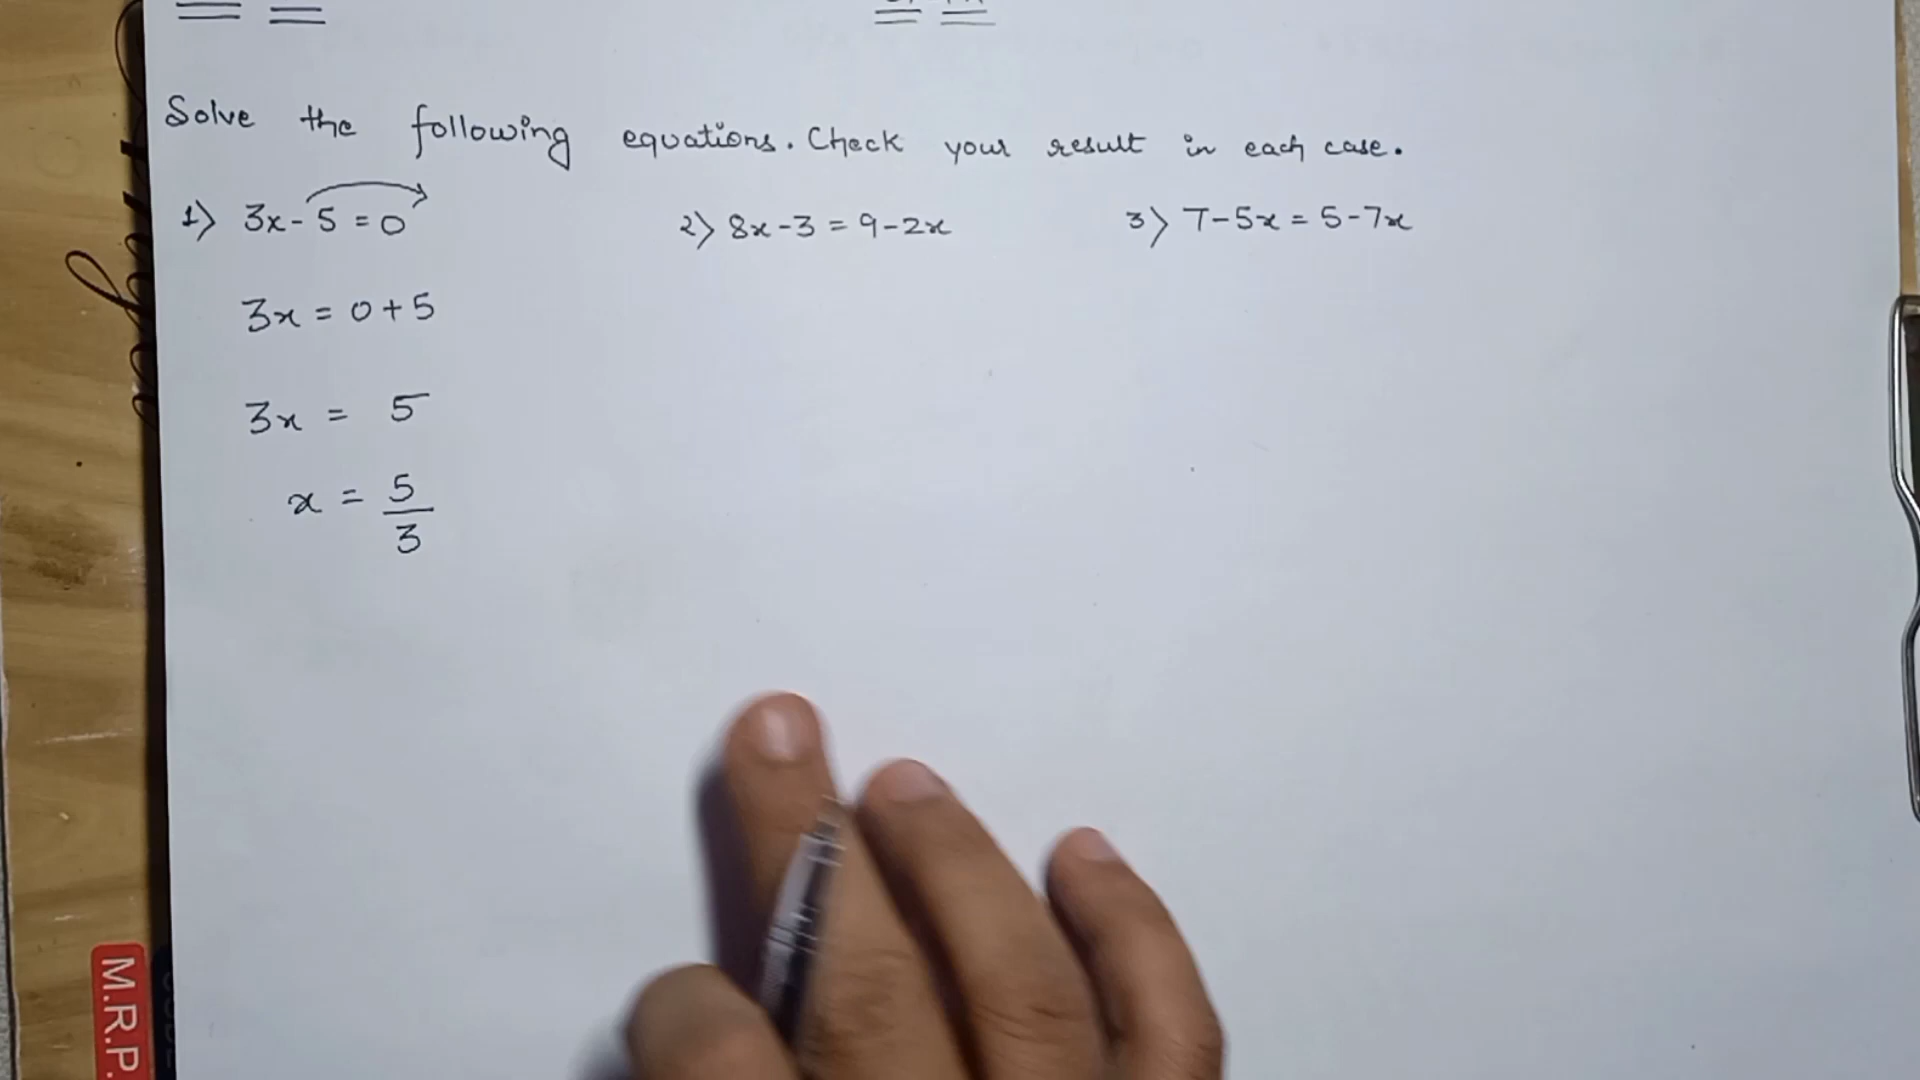 Solve the following equations. Check your result in each case.
1) 3x - 5 = 0
3x = 0 + 5
3x = 5
x = 5/3
2) 8x - 3 = 9 - 2x
3) 7 - 5x = 5 - 7x
M.R.P.